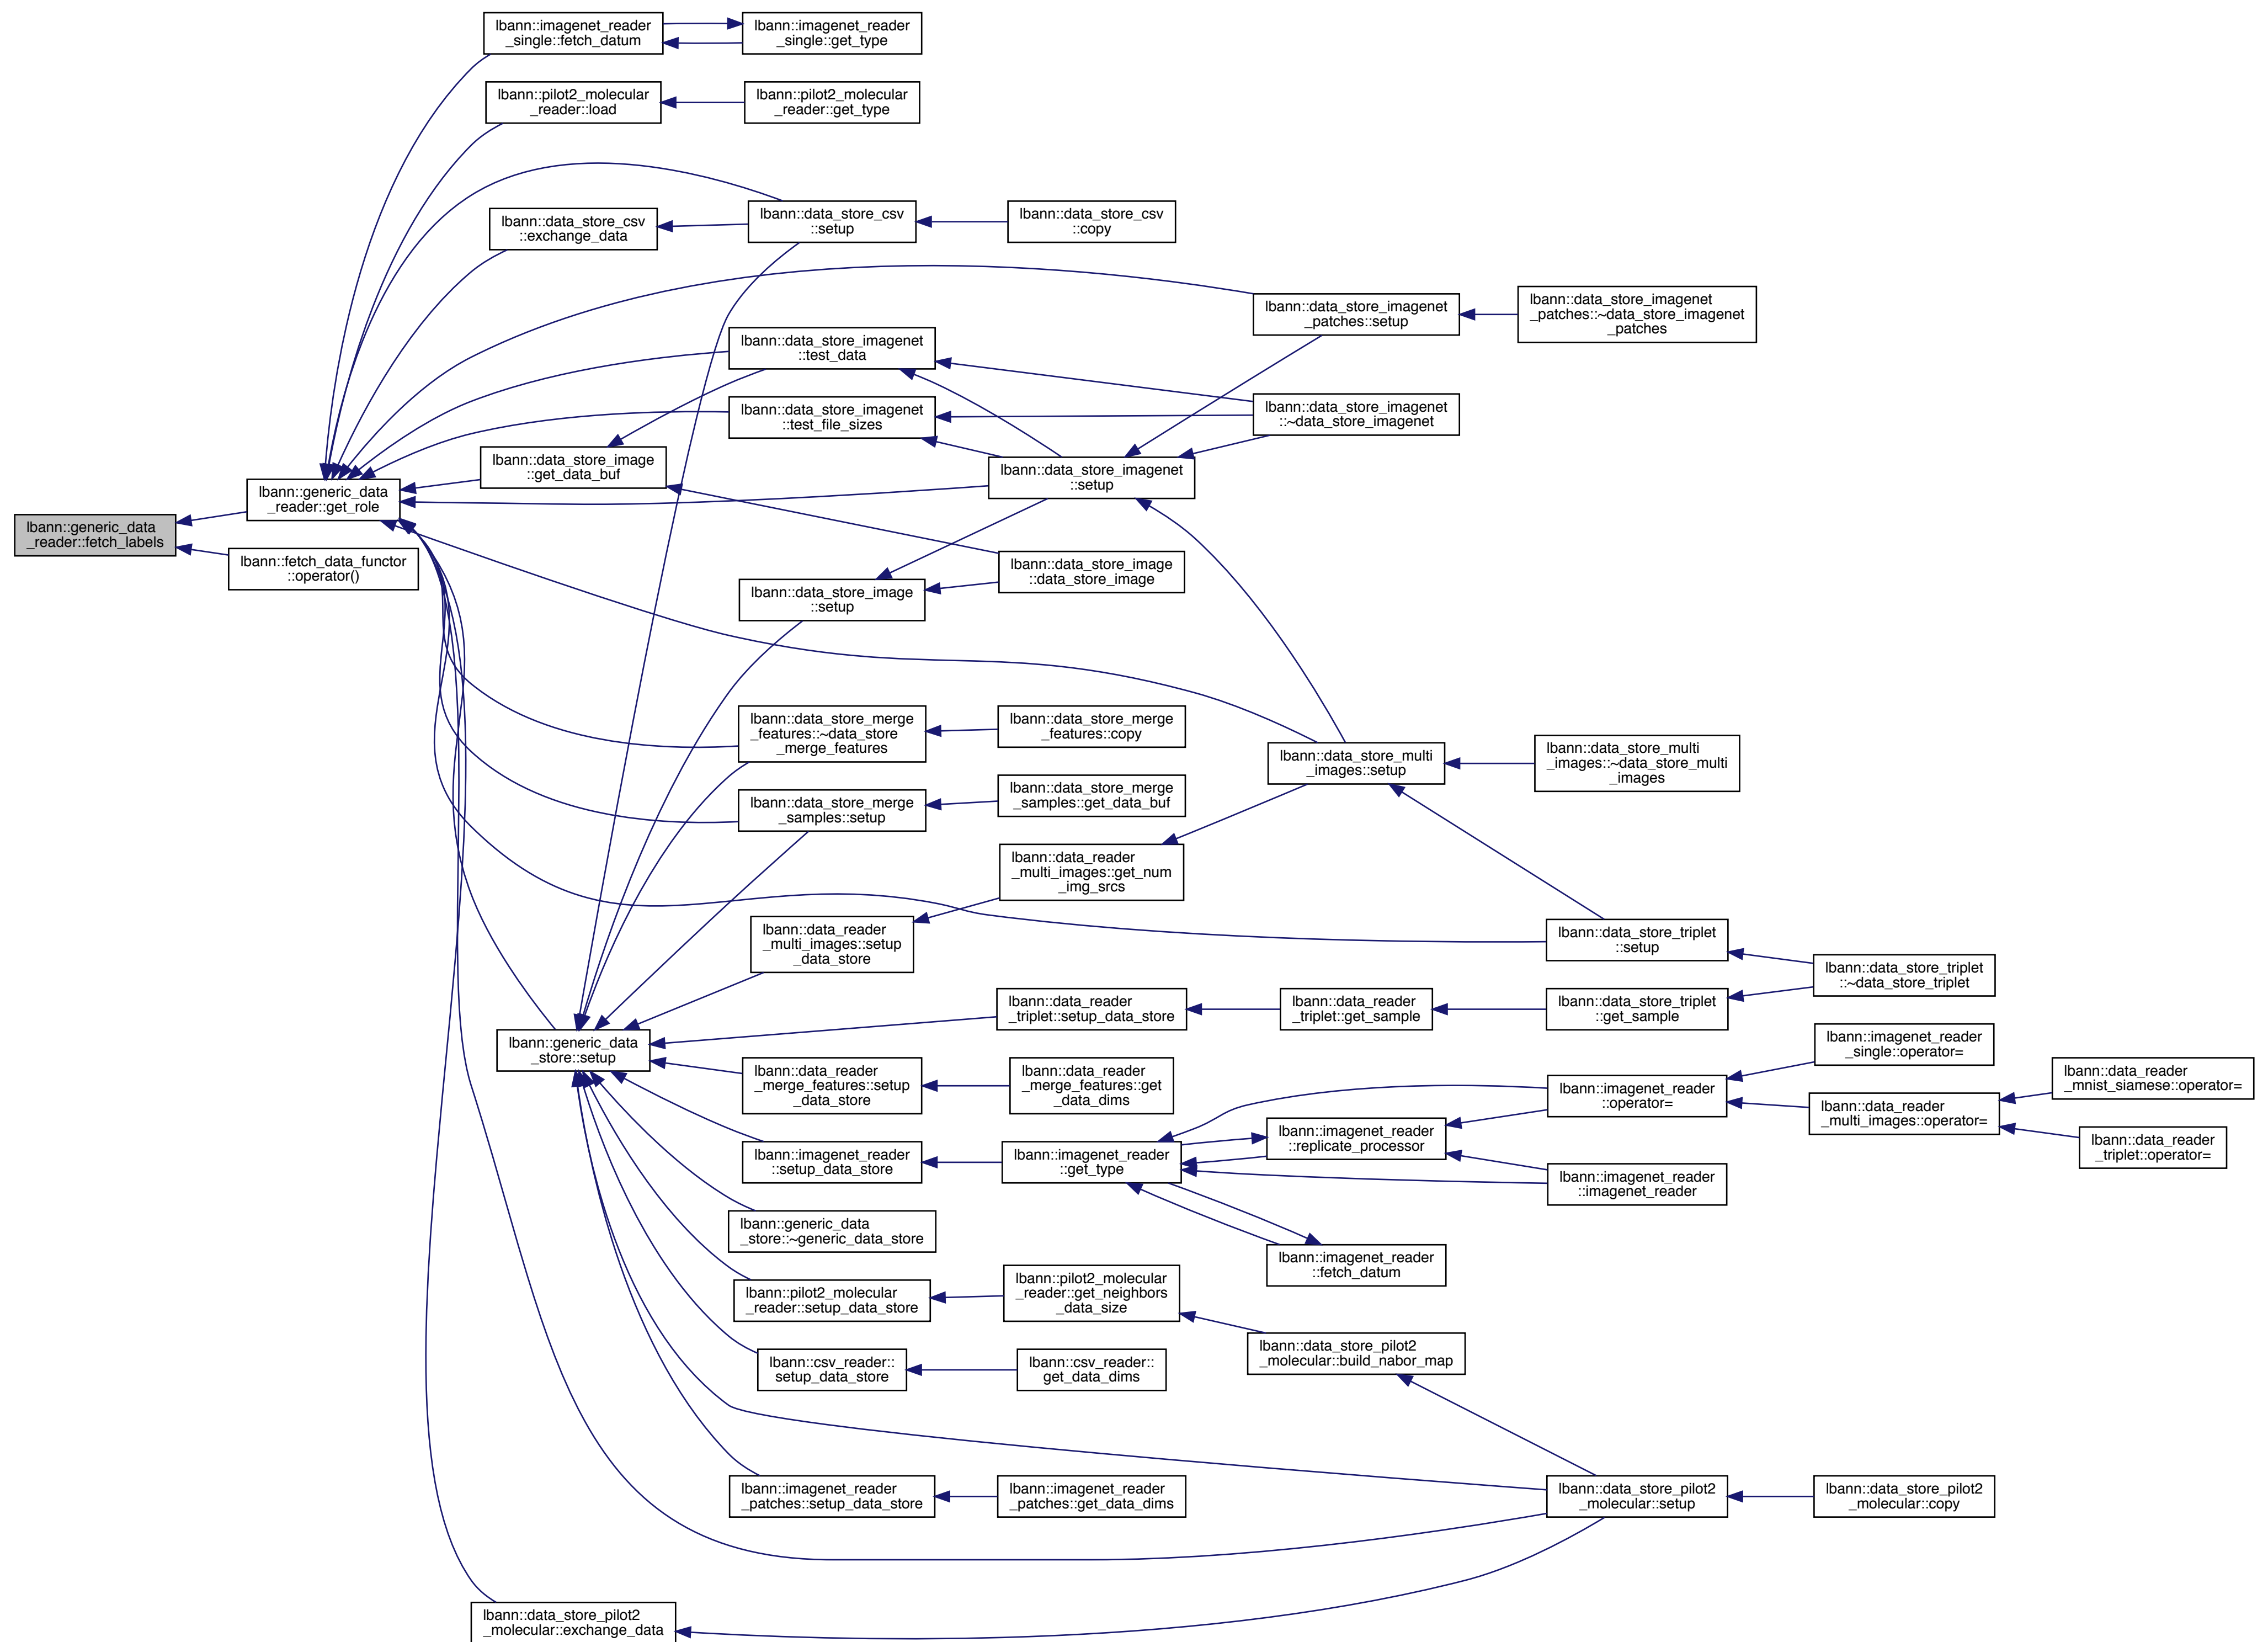 lbann::imagenet_reader
_single::fetch_datum
lbann::imagenet_reader
_single::get_type
lbann::pilot2_molecular
_reader::load
lbann::pilot2_molecular
_reader::get_type
lbann::data_store_csv
::exchange_data
lbann::data_store_csv
::setup
lbann::data_store_csv
::copy
lbann::data_store_imagenet
_patches::setup
lbann::data_store_imagenet
_patches::~data_store_imagenet
_patches
lbann::data_store_imagenet
::test_data
lbann::data_store_imagenet
::test_file_sizes
lbann::data_store_imagenet
::~data_store_imagenet
lbann::data_store_image
::get_data_buf
lbann::data_store_imagenet
::setup
lbann::generic_data
_reader::get_role
lbann::generic_data
_reader::fetch_labels
lbann::fetch_data_functor
::operator()
lbann::data_store_image
::data_store_image
lbann::data_store_image
::setup
lbann::data_store_merge
_features::~data_store
_merge_features
lbann::data_store_merge
_features::copy
lbann::data_store_multi
_images::setup
lbann::data_store_multi
_images::~data_store_multi
_images
lbann::data_store_merge
_samples::setup
lbann::data_store_merge
_samples::get_data_buf
lbann::data_reader
_multi_images::get_num
_img_srcs
lbann::data_reader
_multi_images::setup
_data_store
lbann::data_store_triplet
::setup
lbann::data_store_triplet
::~data_store_triplet
lbann::data_reader
_triplet::setup_data_store
lbann::data_reader
_triplet::get_sample
lbann::data_store_triplet
::get_sample
lbann::generic_data
_store::setup
lbann::imagenet_reader
_single::operator=
lbann::data_reader
_merge_features::setup
_data_store
lbann::data_reader
_merge_features::get
_data_dims
lbann::imagenet_reader
::operator=
lbann::data_reader
_multi_images::operator=
lbann::data_reader
_mnist_siamese::operator=
lbann::data_reader
_triplet::operator=
lbann::imagenet_reader
::setup_data_store
lbann::imagenet_reader
::get_type
lbann::imagenet_reader
::replicate_processor
lbann::imagenet_reader
::imagenet_reader
lbann::generic_data
_store::~generic_data_store
lbann::imagenet_reader
::fetch_datum
lbann::pilot2_molecular
_reader::setup_data_store
lbann::pilot2_molecular
_reader::get_neighbors
_data_size
lbann::data_store_pilot2
_molecular::build_nabor_map
lbann::csv_reader::
setup_data_store
lbann::csv_reader::
get_data_dims
lbann::imagenet_reader
_patches::setup_data_store
lbann::imagenet_reader
_patches::get_data_dims
lbann::data_store_pilot2
_molecular::setup
lbann::data_store_pilot2
_molecular::copy
lbann::data_store_pilot2
_molecular::exchange_data